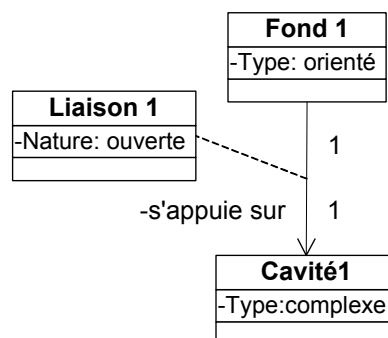 Fond 1
-Type: orienté
Liaison 1
-Nature: ouverte
1
-s'appuie sur
1
Cavité1
-Type:complexe